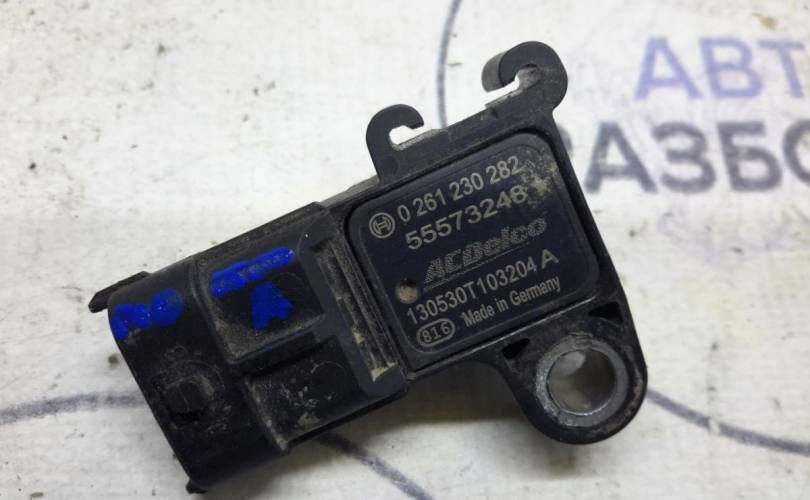 АВТ
РАЗБО
0 261 230 282
55573248
ACDelco
130530T103204 A
816 Made in Germany